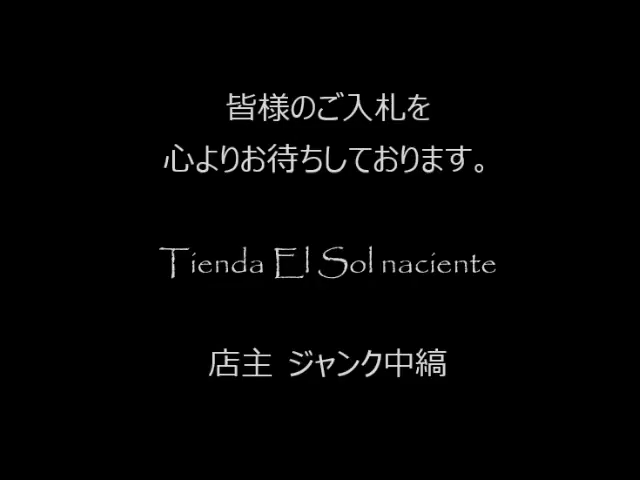 皆様のご入札を
心よりお待ちしております。
Tienda El Sol naciente
店主 ジャンク中縞